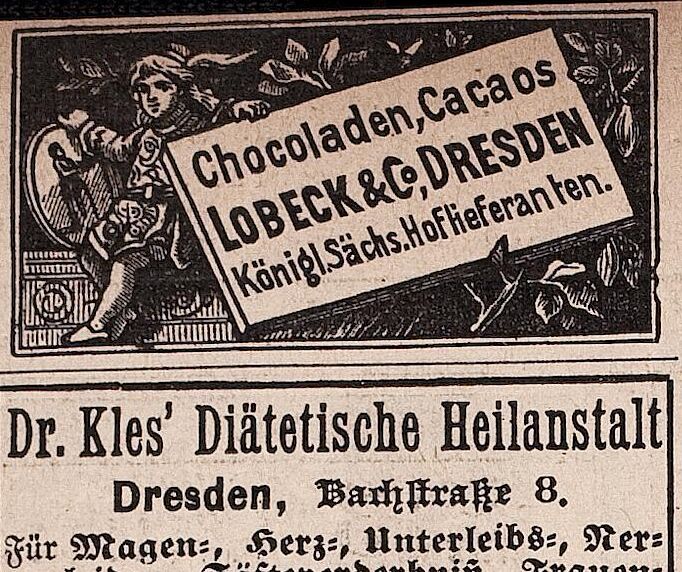 Chocoladen, Cacaos
LOBECK & Co, DRESDEN
Königl. Sächs. Hoflieferanten.
Dr. Kles' Diätetische Heilanstalt
Dresden, Bachstraße 8.
Für Magen-, Herz-, Unterleibs-, Ner-